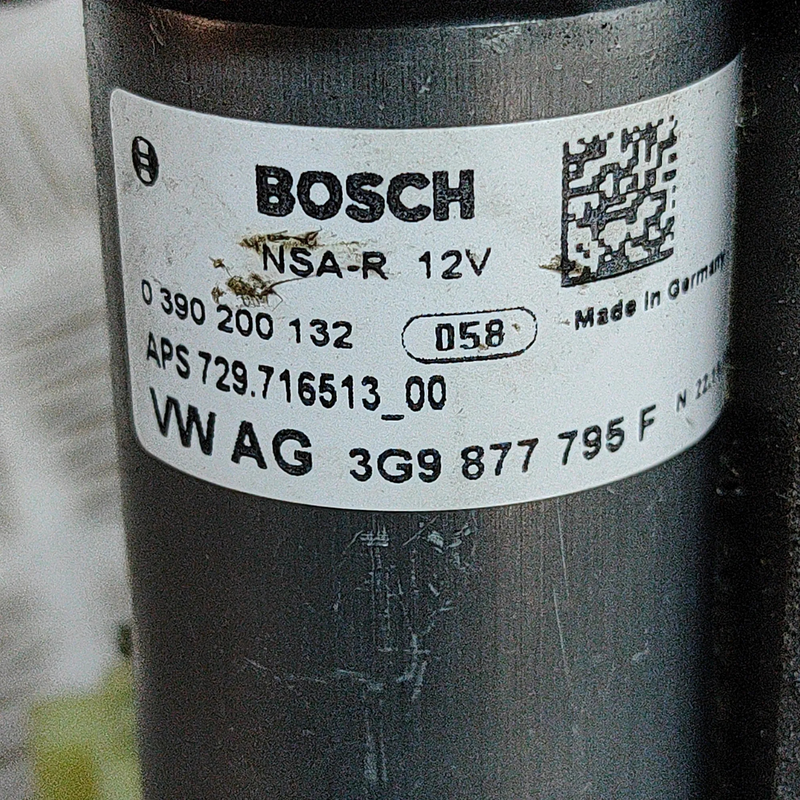 BOSCH
NSA-R 12V
0 390 200 132 058
Made in Germany
APS 729.716513_00
VW AG 3G9 877 795 F N